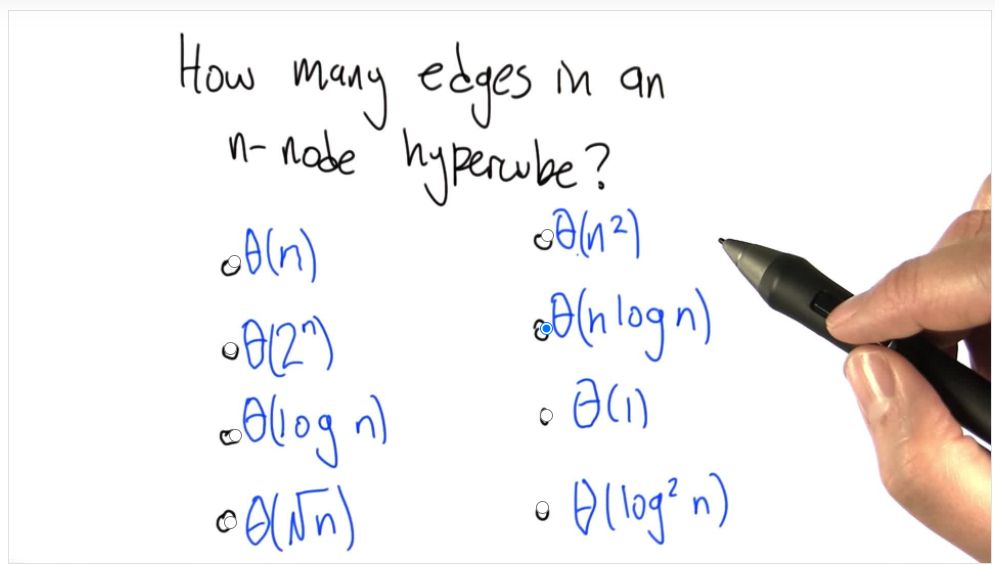 How many edges in an
n-node hypercube?
θ(n)
θ(n²)
θ(2ⁿ)
θ(n log n)
θ(log n)
θ(1)
θ(√n)
θ(log² n)